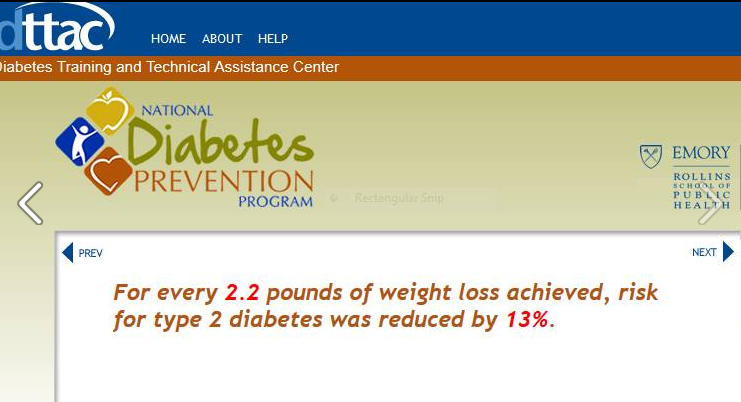 dttac
HOME ABOUT HELP
Diabetes Training and Technical Assistance Center
NATIONAL
Diabetes
PREVENTION
PROGRAM
EMORY
ROLLINS
SCHOOL OF
PUBLIC
HEALTH
Rectangular Snip
PREV
NEXT
For every 2.2 pounds of weight loss achieved, risk
for type 2 diabetes was reduced by 13%.